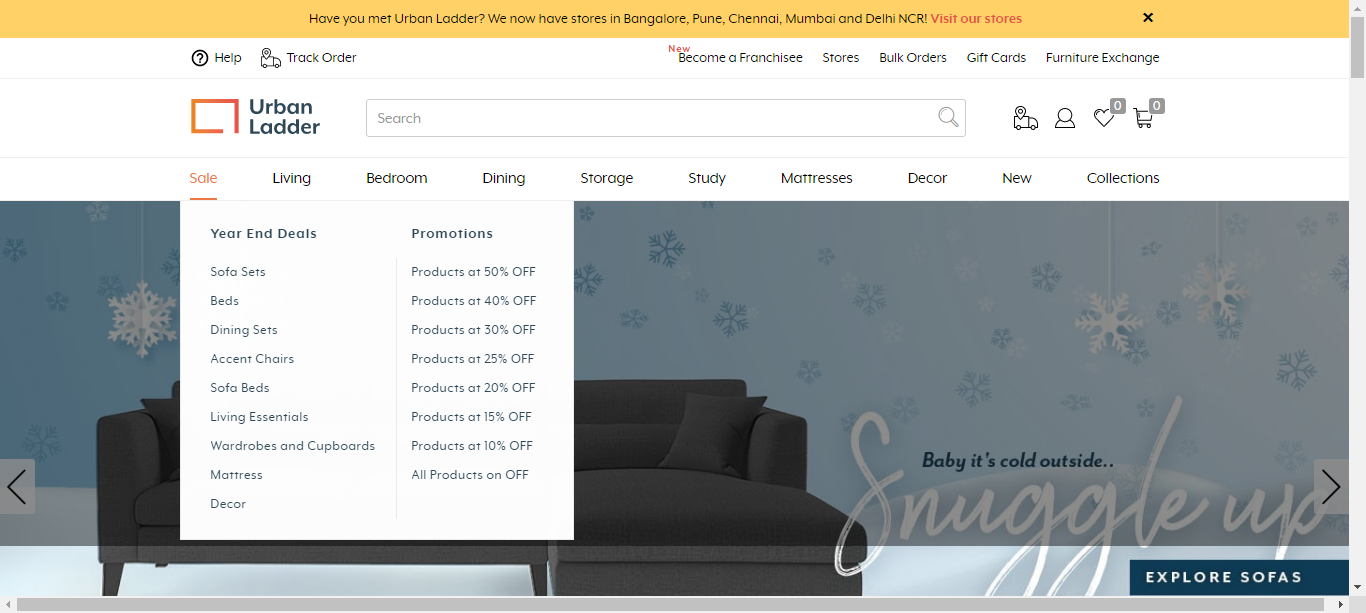 Have you met Urban Ladder? We now have stores in Bangalore, Pune, Chennai, Mumbai and Delhi NCR! Visit our stores
Help
Track Order
New
Become a Franchisee
Stores
Bulk Orders
Gift Cards
Furniture Exchange
Urban
Ladder
Search
0
0
Sale
Living
Bedroom
Dining
Storage
Study
Mattresses
Decor
New
Collections
Year End Deals
Sofa Sets
Beds
Dining Sets
Accent Chairs
Sofa Beds
Living Essentials
Wardrobes and Cupboards
Mattress
Decor
Promotions
Products at 50% OFF
Products at 40% OFF
Products at 30% OFF
Products at 25% OFF
Products at 20% OFF
Products at 15% OFF
Products at 10% OFF
All Products on OFF
Baby it's cold outside..
Snuggle up
EXPLORE SOFAS